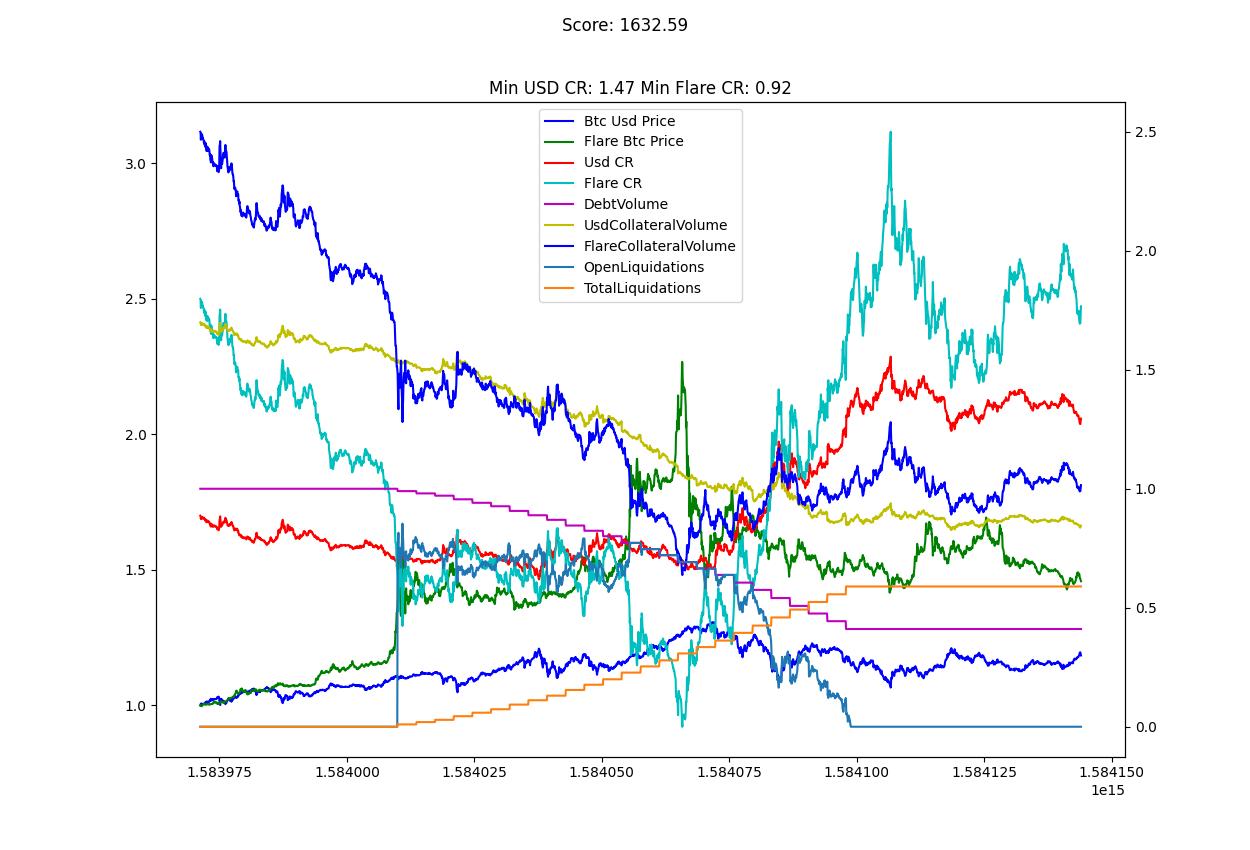 Score: 1632.59
Min USD CR: 1.47 Min Flare CR: 0.92
Btc Usd Price
Flare Btc Price
Usd CR
Flare CR
DebtVolume
UsdCollateralVolume
FlareCollateralVolume
OpenLiquidations
TotalLiquidations
3.0
2.5
2.0
1.5
1.0
2.5
2.0
1.5
1.0
0.5
0.0
1.583975 1.584000 1.584025 1.584050 1.584075 1.584100 1.584125 1.584150
1e15